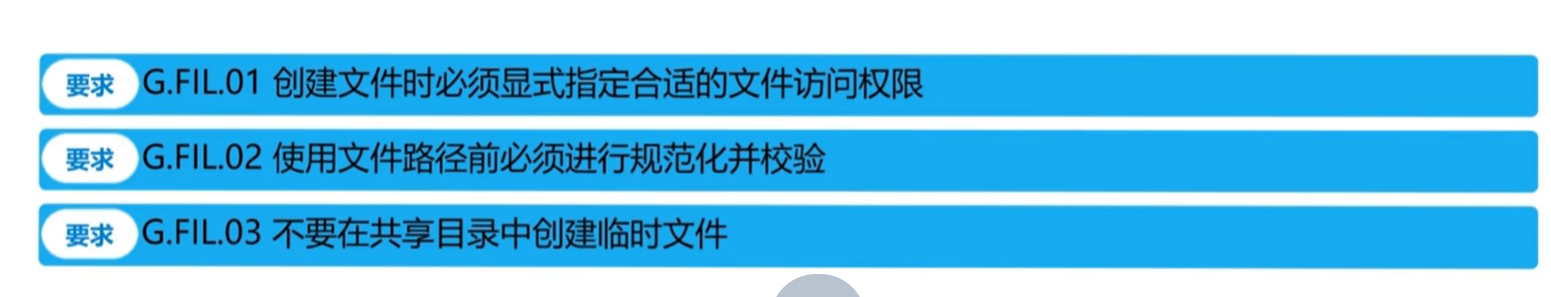 要求 G.FIL.01 创建文件时必须显式指定合适的文件访问权限
要求 G.FIL.02 使用文件路径前必须进行规范化并校验
要求 G.FIL.03 不要在共享目录中创建临时文件